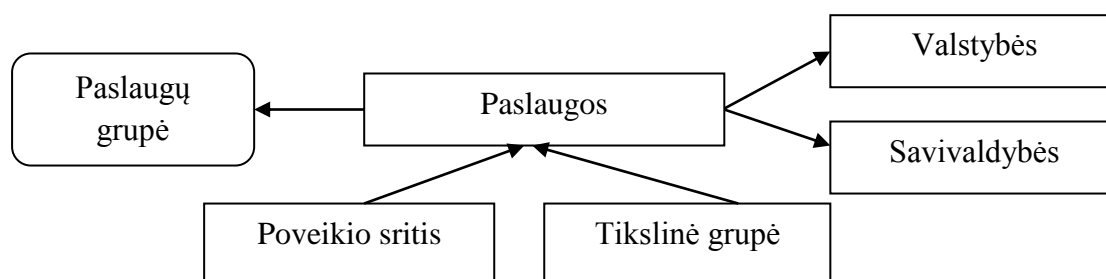 Valstybės
Paslaugų
grupė
Paslaugos
Savivaldybės
Poveikio sritis
Tikslinė grupė